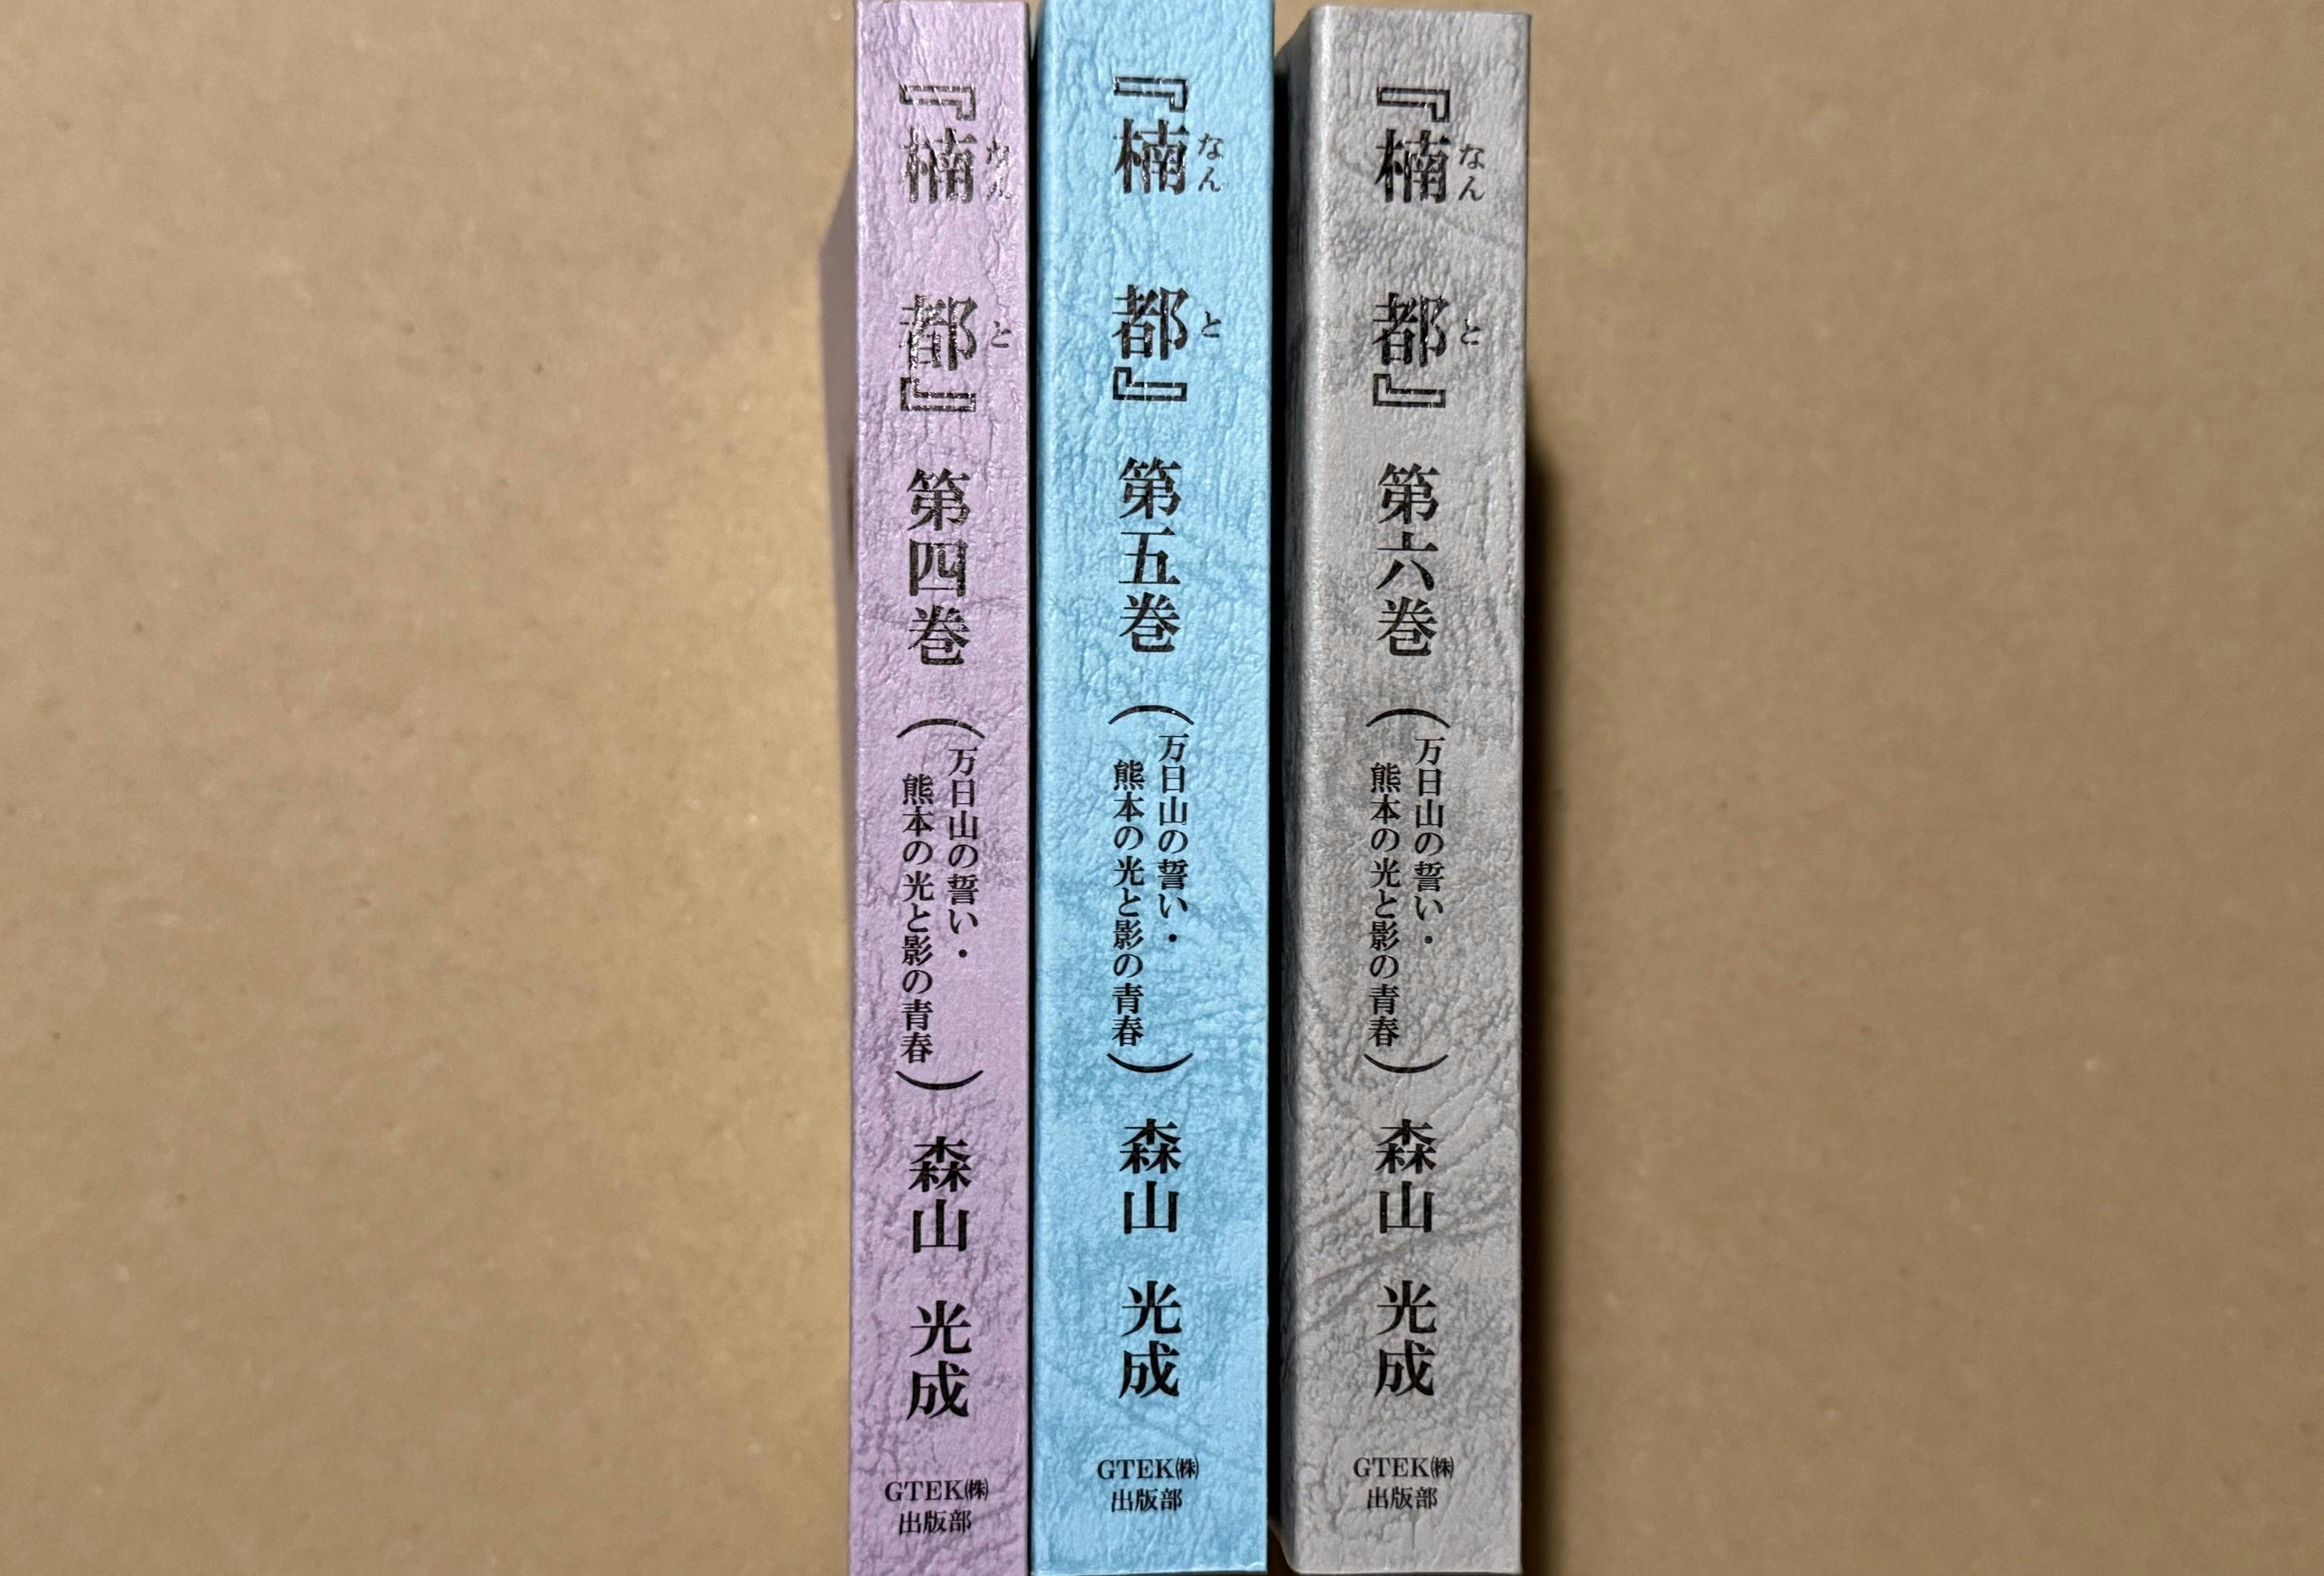 『楠都』第四巻
なんと
(万日山の誓い・
熊本の光と影の青春)
森山 光成
GTEK㈱
出版部
『楠都』第五巻
なんと
(万日山の誓い・
熊本の光と影の青春)
森山 光成
GTEK㈱
出版部
『楠都』第六巻
なんと
(万日山の誓い・
熊本の光と影の青春)
森山 光成
GTEK㈱
出版部